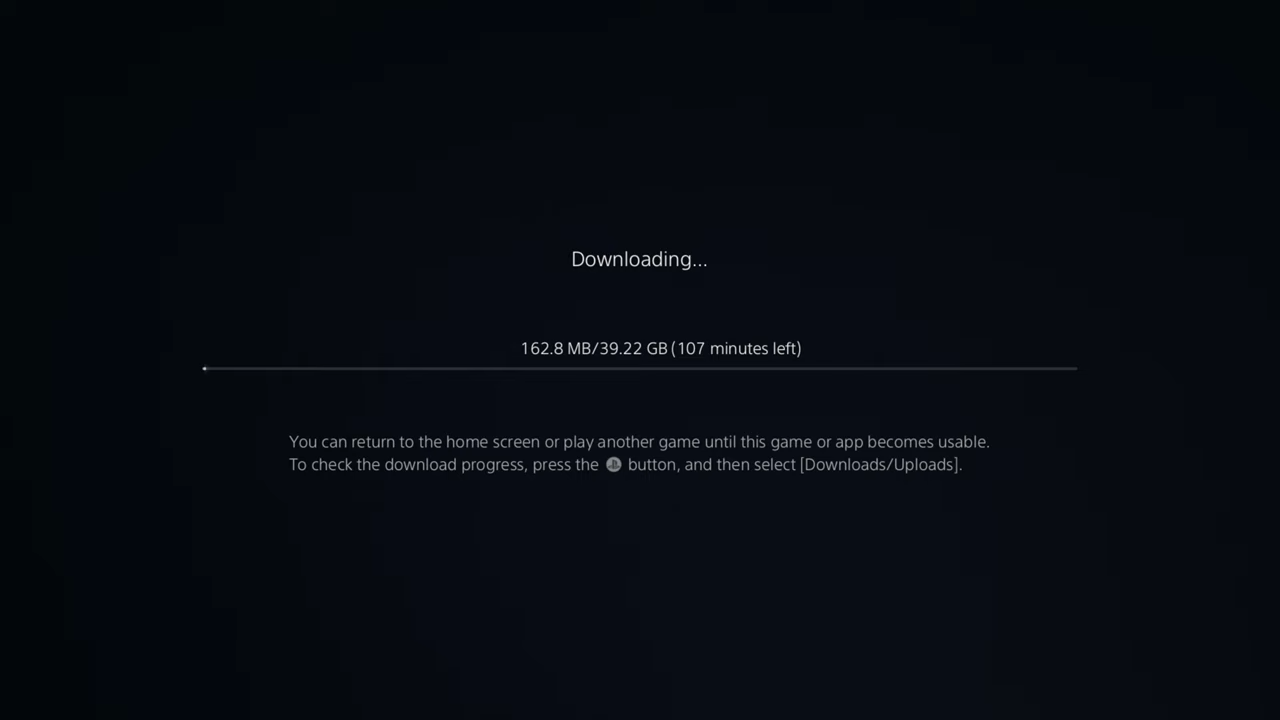 Downloading...
162.8 MB/39.22 GB (107 minutes left)
You can return to the home screen or play another game until this game or app becomes usable.
To check the download progress, press the button, and then select [Downloads/Uploads].